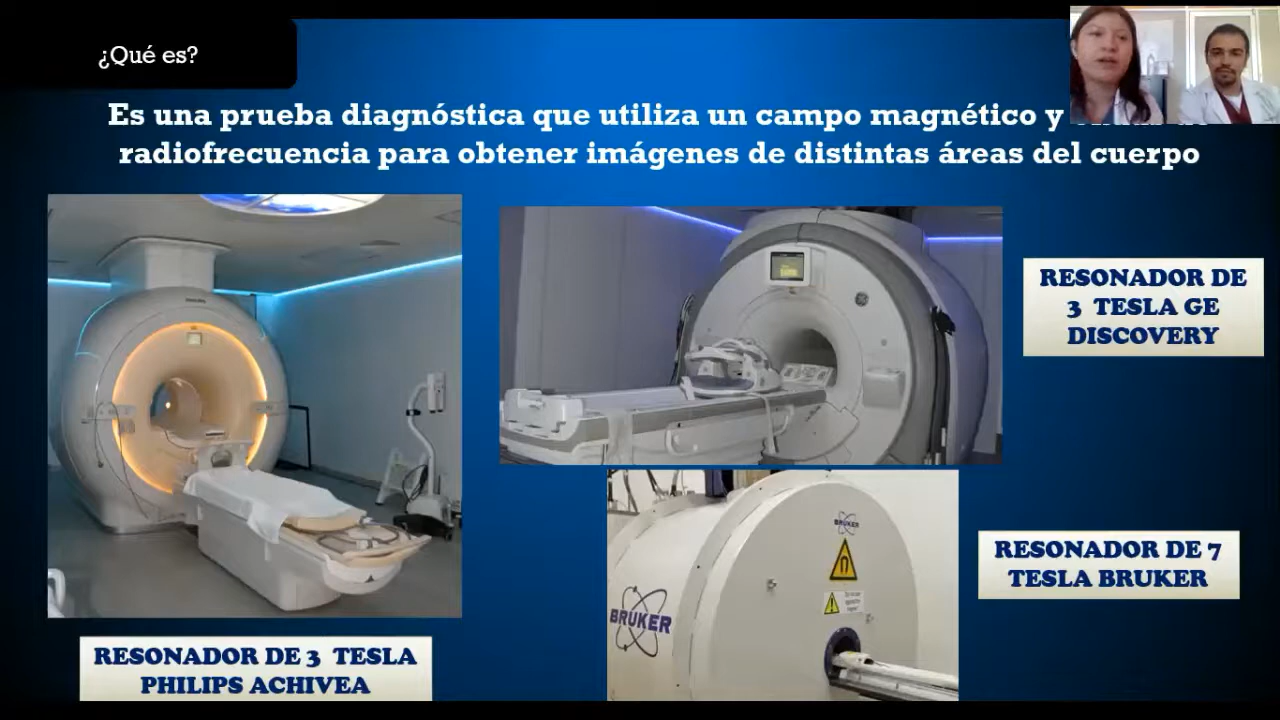 ¿Qué es?
Es una prueba diagnóstica que utiliza un campo magnético y
radiofrecuencia para obtener imágenes de distintas áreas del cuerpo
RESONADOR DE
3 TESLA GE
DISCOVERY
BRUKER
BRUKER
RESONADOR DE 7
TESLA BRUKER
RESONADOR DE 3 TESLA
PHILIPS ACHIVEA